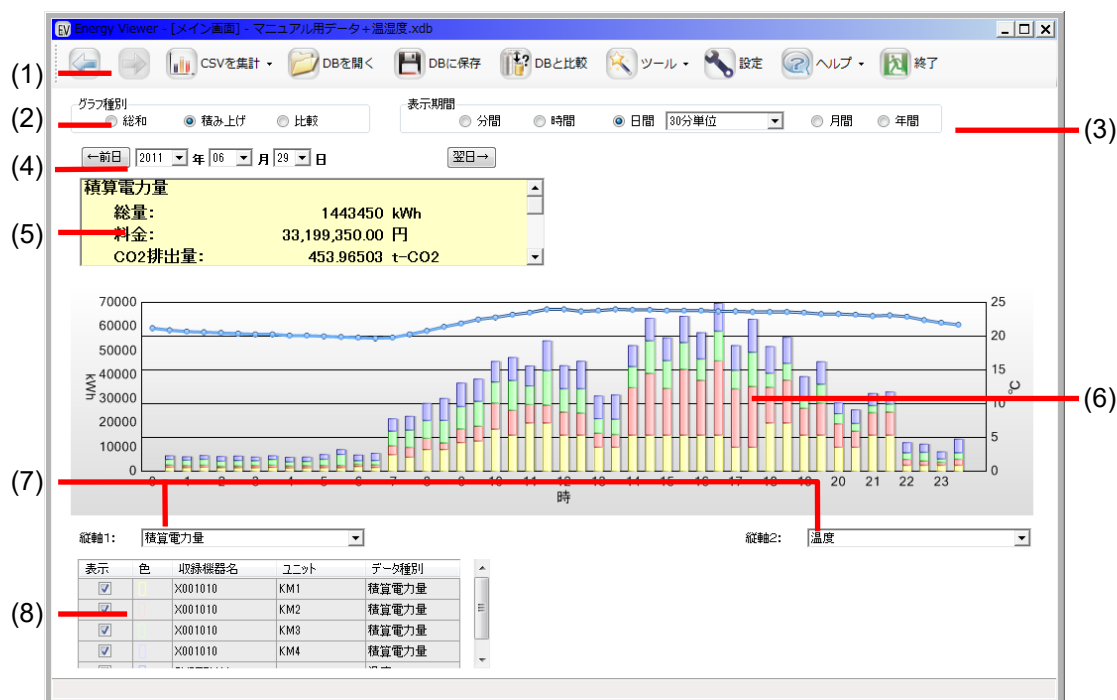 EV Energy Viewer - [メイン画面] - マニュアル用データ+温湿度.xdb
(1)
CSVを集計 DBを開く DBに保存 DBと比較 ツール 設定 ヘルプ 終了
グラフ種別 表示期間
(2)
総和 積み上げ 比較 分間 時間 日間 30分単位 月間 年間
(3)
(4)
←前日 2011 年 06 月 29 日 翌日→
積算電力量
(5)
総量: 1443450 kWh
料金: 33,199,350.00 円
CO2排出量: 453.96503 t-CO2
70000 60000 50000 40000 30000 20000 10000 0
kWh
25 20 15 10 5 0
℃
(6)
0 1 2 3 4 5 6 7 8 9 10 11 12 13 14 15 16 17 18 19 20 21 22 23
時
(7)
縦軸1: 積算電力量 縦軸2: 温度
表示 色 収録機器名 ユニット データ種別
X001010 KM1 積算電力量
X001010 KM2 積算電力量
(8)
X001010 KM3 積算電力量
X001010 KM4 積算電力量